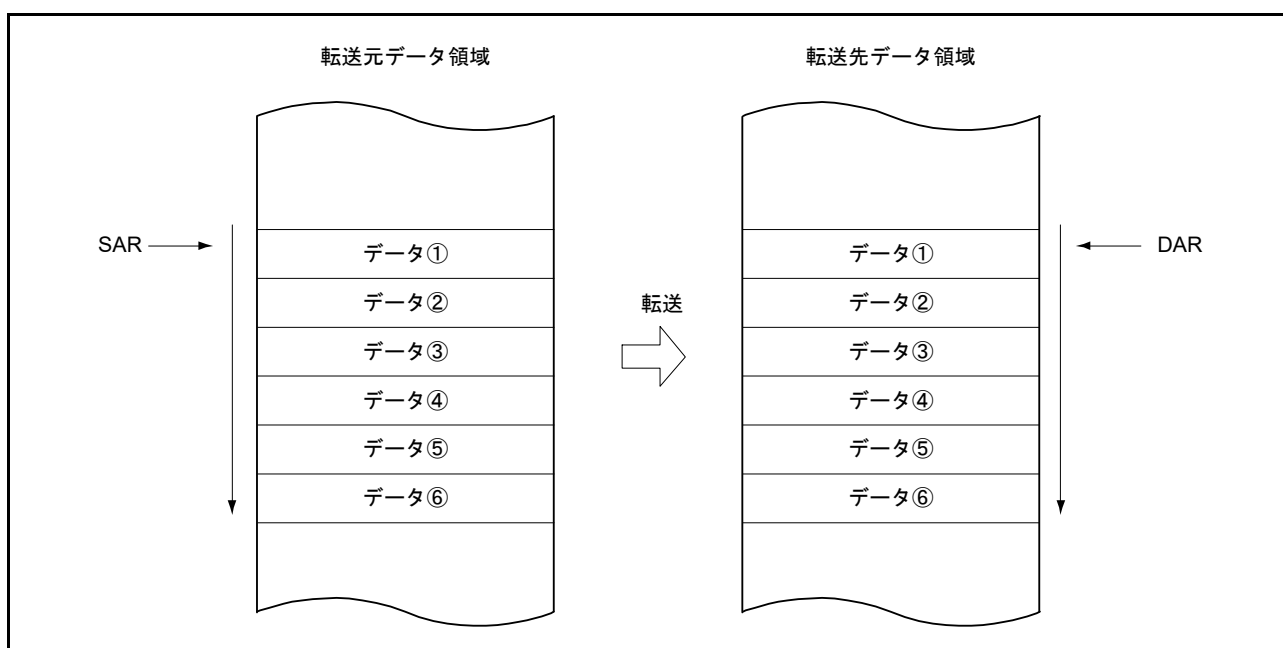 転送元データ領域
転送先データ領域
SAR
データ①
データ②
データ③
データ④
データ⑤
データ⑥
転送
データ①
データ②
データ③
データ④
データ⑤
データ⑥
DAR